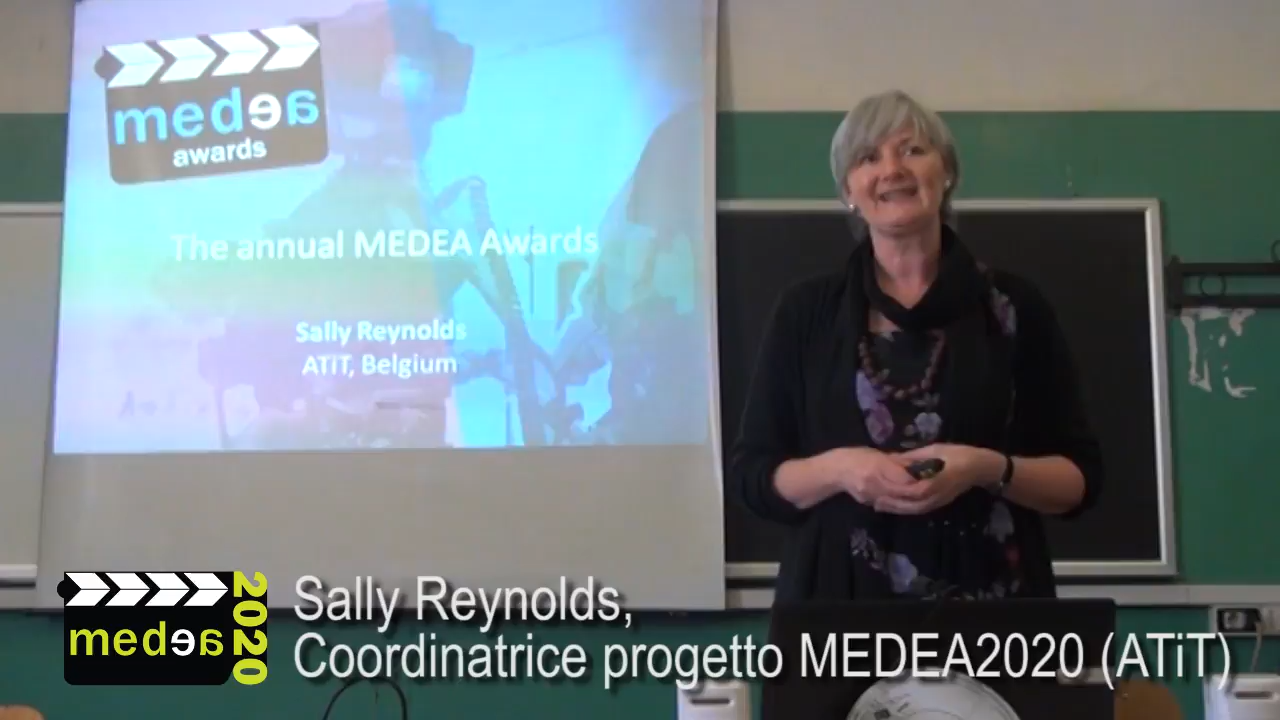 medea
awards
The annual MEDEA Awards
Sally Reynolds
ATiT, Belgium
medea
2020
Sally Reynolds,
Coordinatrice progetto MEDEA2020 (ATiT)